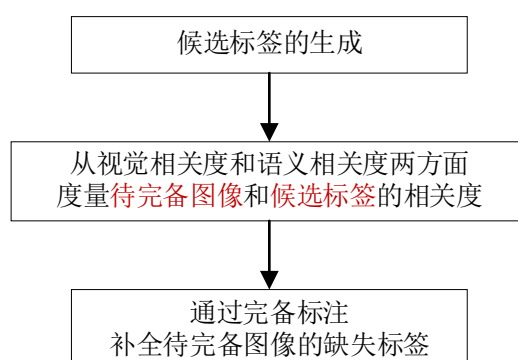 候选标签的生成
从视觉相关度和语义相关度两方面
度量待完备图像和候选标签的相关度
通过完备标注
补全待完备图像的缺失标签